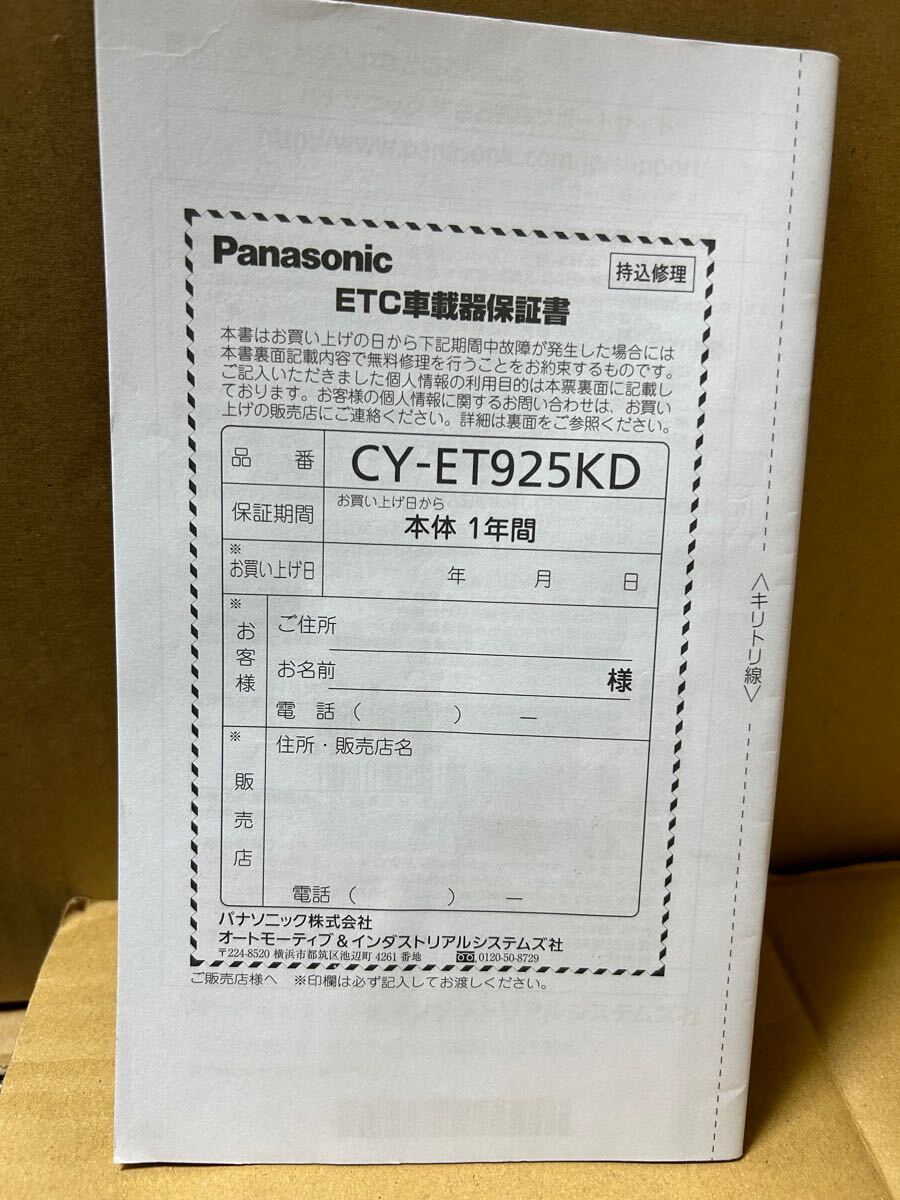 Panasonic
持込修理
ETC車載器保証書
本書はお買い上げの日から下記期間中故障が発生した場合には
本書裏面記載内容で無料修理を行うことをお約束するものです。
ご記入いただきました個人情報の利用目的は本票裏面に記載し
ております。お客様の個人情報に関するお問い合わせは、お買い
上げの販売店にご連絡ください。詳細は裏面をご参照ください。
品 番 CY-ET925KD
保証期間 お買い上げ日から
本体 1年間
※
お買い上げ日 年 月 日
※
お客様
ご住所
お名前 様
電 話 ( ) ―
※
販売店
住所・販売店名
電話 ( ) ―
パナソニック株式会社
オートモーティブ&インダストリアルシステムズ社
〒224-8520 横浜市都筑区池辺町 4261 番地 0120-50-8729
ご販売店様へ ※印欄は必ず記入してお渡しください。
<キリトリ線>